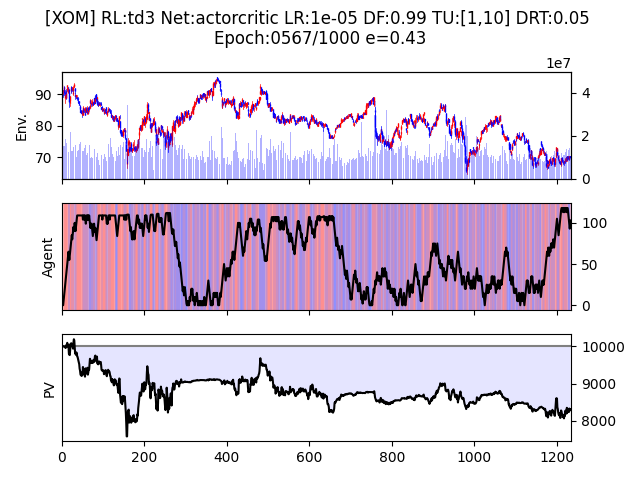 [XOM] RL:td3 Net:actorcritic LR:1e-05 DF:0.99 TU:[1,10] DRT:0.05
Epoch:0567/1000 e=0.43
1e7
Env.
90
80
70
4
2
0
Agent
100
50
0
PV
10000
9000
8000
0 200 400 600 800 1000 1200